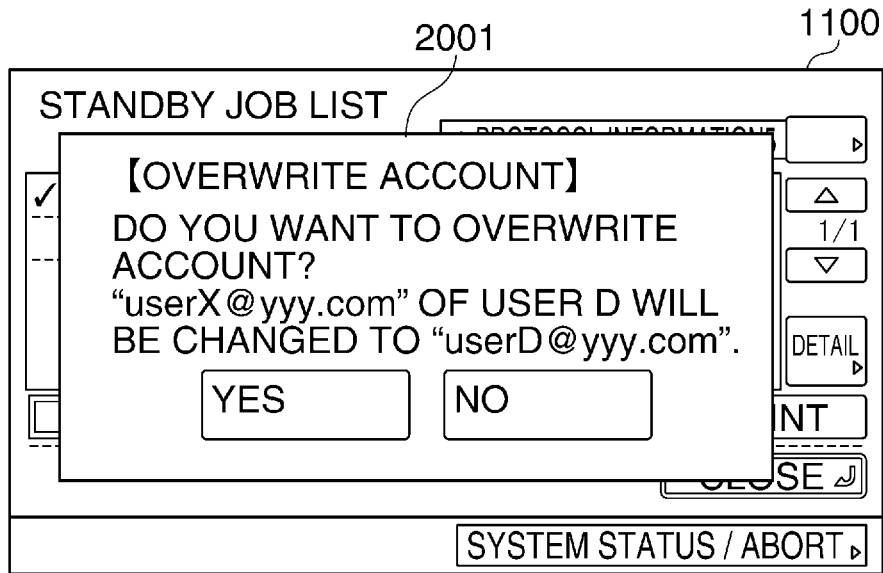 1100
2001
STANDBY JOB LIST
【OVERWRITE ACCOUNT】
DO YOU WANT TO OVERWRITE
ACCOUNT?
“userX@yyy.com” OF USER D WILL
BE CHANGED TO “userD@yyy.com”.
YES
NO
1/1
DETAIL
CLOSE
SYSTEM STATUS / ABORT